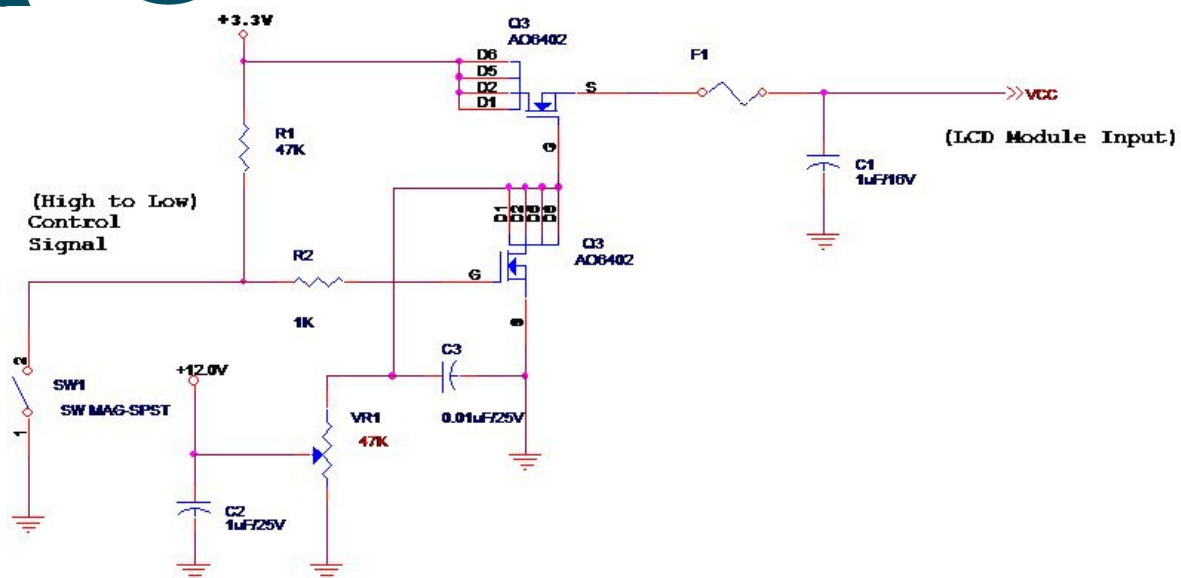 +3.3V
Q3
AO6402
F1
D6
D5
D2
D1
S
VCC
(LCD Module Input)
R1
47K
G
C1
1uF/16V
(High to Low)
Control
Signal
D1
D2
Q3
AO6402
R2
G
1K
C3
+12.0V
2
SW1
SW MAG-SPST
1
VR1
47K
0.01uF/25V
C2
1uF/25V